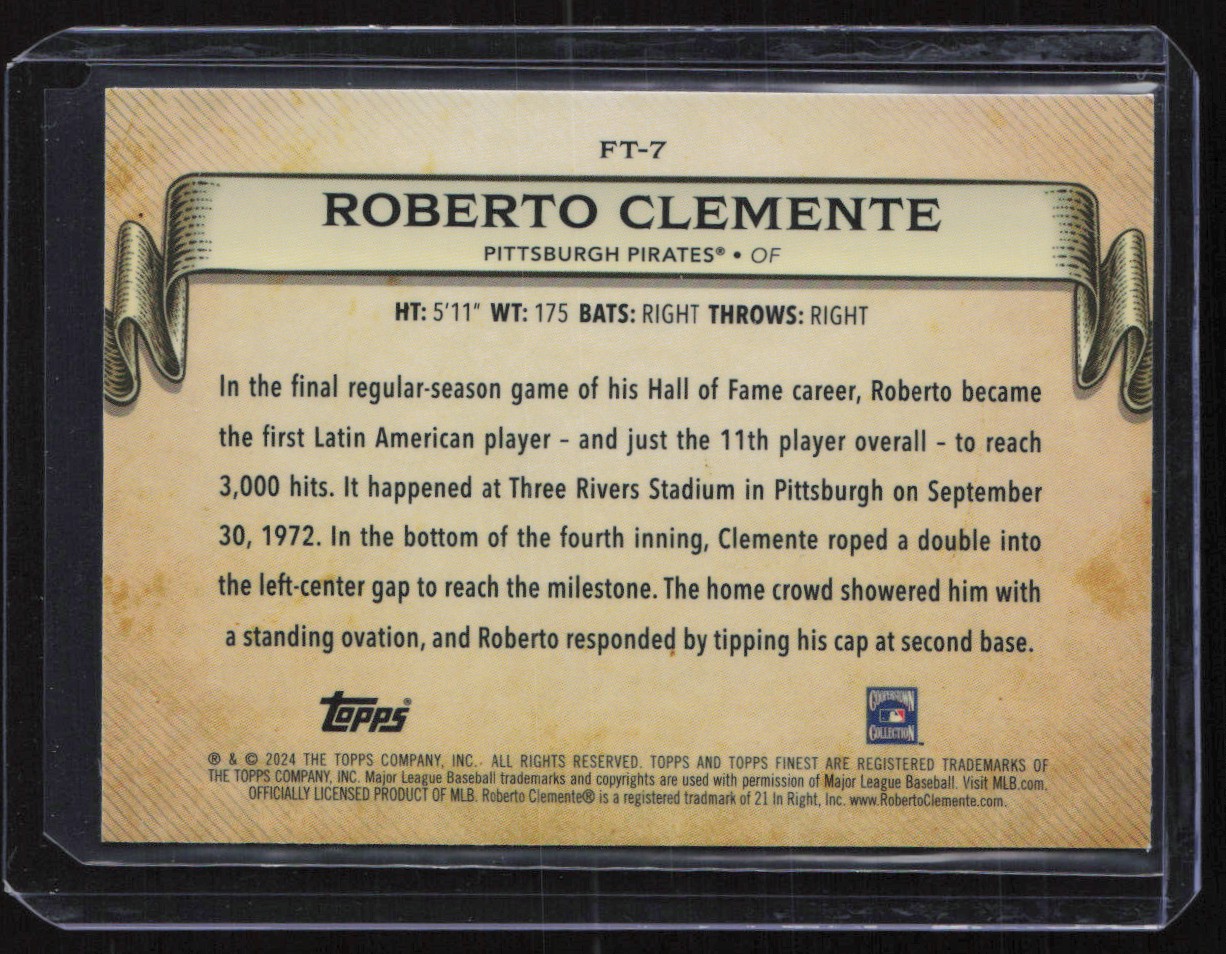 FT-7
ROBERTO CLEMENTE
PITTSBURGH PIRATES® • OF
HT: 5'11" WT: 175 BATS: RIGHT THROWS: RIGHT
In the final regular-season game of his Hall of Fame career, Roberto became
the first Latin American player – and just the 11th player overall – to reach
3,000 hits. It happened at Three Rivers Stadium in Pittsburgh on September
30, 1972. In the bottom of the fourth inning, Clemente roped a double into
the left-center gap to reach the milestone. The home crowd showered him with
a standing ovation, and Roberto responded by tipping his cap at second base.
Topps®
COOPERSTOWN
COLLECTION™
® & © 2024 THE TOPPS COMPANY, INC. ALL RIGHTS RESERVED. TOPPS AND TOPPS FINEST ARE REGISTERED TRADEMARKS OF
THE TOPPS COMPANY, INC. Major League Baseball trademarks and copyrights are used with permission of Major League Baseball. Visit MLB.com.
OFFICIALLY LICENSED PRODUCT OF MLB. Roberto Clemente® is a registered trademark of 21 In Right, Inc. www.RobertoClemente.com.